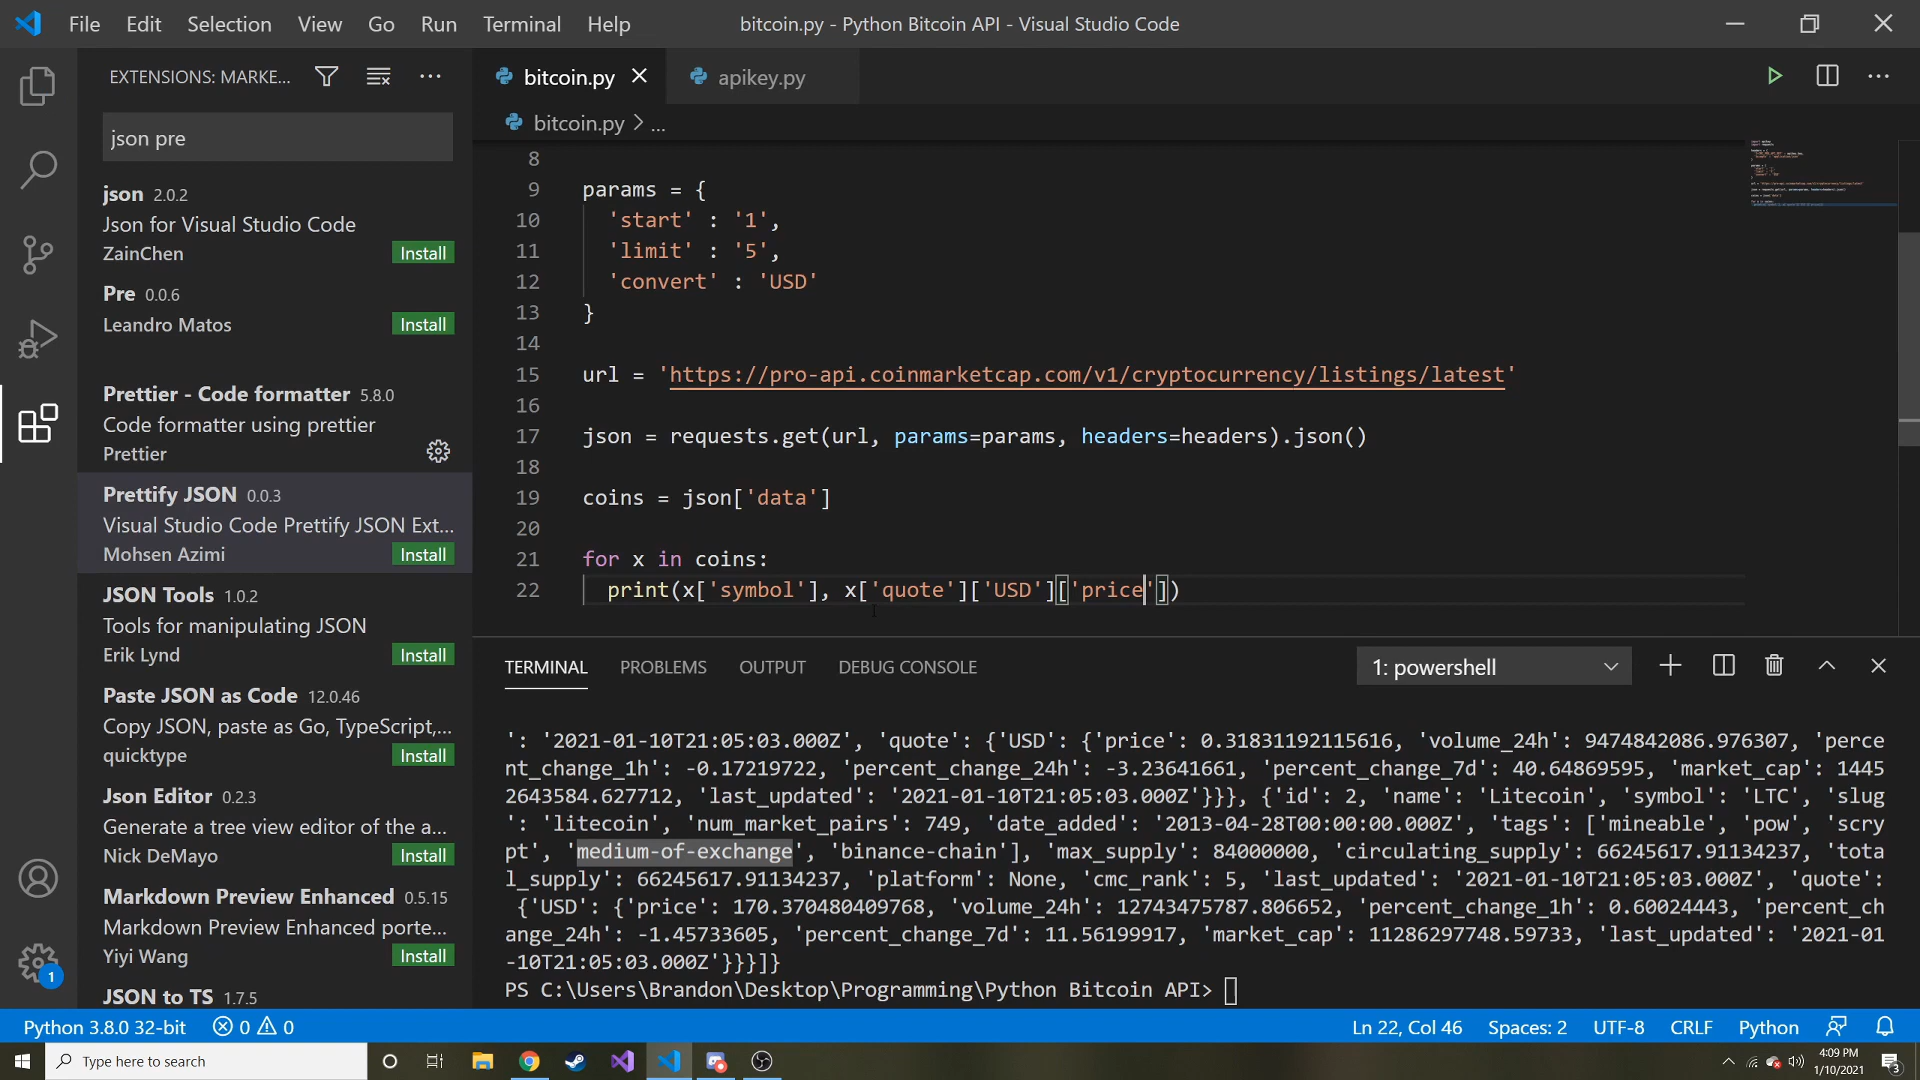 File Edit Selection View Go Run Terminal Help
bitcoin.py - Python Bitcoin API - Visual Studio Code
EXTENSIONS: MARKE...
json pre
json 2.0.2
Json for Visual Studio Code
ZainChen Install
Pre 0.0.6
Leandro Matos Install
Prettier - Code formatter 5.8.0
Code formatter using prettier
Prettier
Prettify JSON 0.0.3
Visual Studio Code Prettify JSON Ext...
Mohsen Azimi Install
JSON Tools 1.0.2
Tools for manipulating JSON
Erik Lynd Install
Paste JSON as Code 12.0.46
Copy JSON, paste as Go, TypeScript,...
quicktype Install
Json Editor 0.2.3
Generate a tree view editor of the a...
Nick DeMayo Install
Markdown Preview Enhanced 0.5.15
Markdown Preview Enhanced porte...
Yiyi Wang Install
JSON to TS 1.7.5
1
bitcoin.py apikey.py
bitcoin.py > ...
8
9 params = {
10 'start' : '1',
11 'limit' : '5',
12 'convert' : 'USD'
13 }
14
15 url = 'https://pro-api.coinmarketcap.com/v1/cryptocurrency/listings/latest'
16
17 json = requests.get(url, params=params, headers=headers).json()
18
19 coins = json['data']
20
21 for x in coins:
22 print(x['symbol'], x['quote']['USD']['price'])
TERMINAL PROBLEMS OUTPUT DEBUG CONSOLE 1: powershell
': '2021-01-10T21:05:03.000Z', 'quote': {'USD': {'price': 0.31831192115616, 'volume_24h': 9474842086.976307, 'perce
nt_change_1h': -0.17219722, 'percent_change_24h': -3.23641661, 'percent_change_7d': 40.64869595, 'market_cap': 1445
2643584.627712, 'last_updated': '2021-01-10T21:05:03.000Z'}}}, {'id': 2, 'name': 'Litecoin', 'symbol': 'LTC', 'slug
': 'litecoin', 'num_market_pairs': 749, 'date_added': '2013-04-28T00:00:00.000Z', 'tags': ['mineable', 'pow', 'scry
pt', 'medium-of-exchange', 'binance-chain'], 'max_supply': 84000000, 'circulating_supply': 66245617.91134237, 'tota
l_supply': 66245617.91134237, 'platform': None, 'cmc_rank': 5, 'last_updated': '2021-01-10T21:05:03.000Z', 'quote':
{'USD': {'price': 170.370480409768, 'volume_24h': 12743475787.806652, 'percent_change_1h': 0.60024443, 'percent_ch
ange_24h': -1.45733605, 'percent_change_7d': 11.56199917, 'market_cap': 11286297748.59733, 'last_updated': '2021-01
-10T21:05:03.000Z'}}}]}
PS C:\Users\Brandon\Desktop\Programming\Python Bitcoin API>
Python 3.8.0 32-bit 0 0 Ln 22, Col 46 Spaces: 2 UTF-8 CRLF Python
Type here to search
4:09 PM
1/10/2021
3